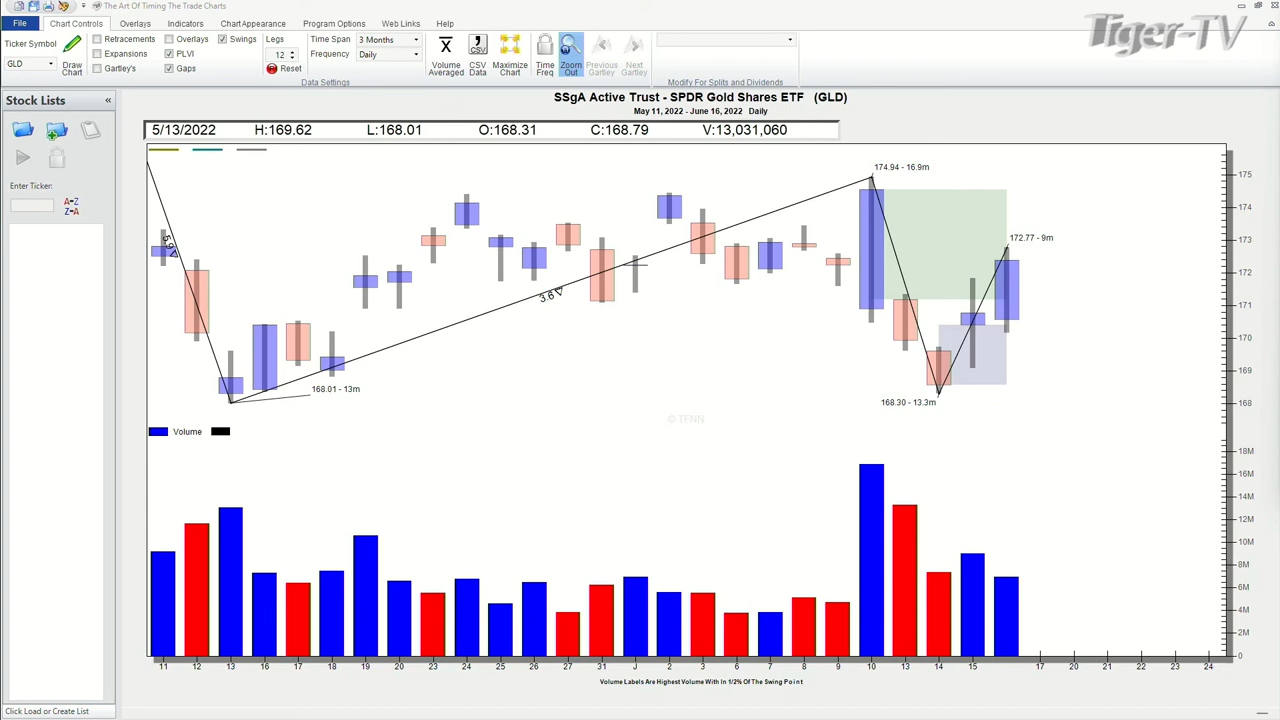 The Art Of Timing The Trade Charts
File Chart Controls Overlays Indicators Chart Appearance Program Options Web Links Help
Ticker Symbol
GLD
Draw Chart
Retracements Overlays Swings
Expansions PLVI
Gartley's Gaps
Legs
12
Reset
Time Span 3 Months
Frequency Daily
Data Settings
Volume Averaged
CSV Data
Maximize Chart
Time Freq
Zoom Out
Previous Gartley
Next Gartley
Modify For Splits and Dividends
Tiger-TV
Stock Lists «
Enter Ticker:
A-Z
Z-A
Click Load or Create List
SSgA Active Trust - SPDR Gold Shares ETF (GLD)
May 11, 2022 - June 16, 2022 Daily
5/13/2022 H:169.62 L:168.01 O:168.31 C:168.79 V:13,031,060
174.94 - 16.9m
172.77 - 9m
168.01 - 13m
168.30 - 13.3m
5.9
3.6
© TFNN
175
174
173
172
171
170
169
168
Volume
18M
16M
14M
12M
10M
8M
6M
4M
2M
0
11 12 13 16 17 18 19 20 23 24 25 26 27 31 1 2 3 6 7 8 9 10 13 14 15 17 20 21 22 23 24
Volume Labels Are Highest Volume With In 1/2% Of The Swing Point